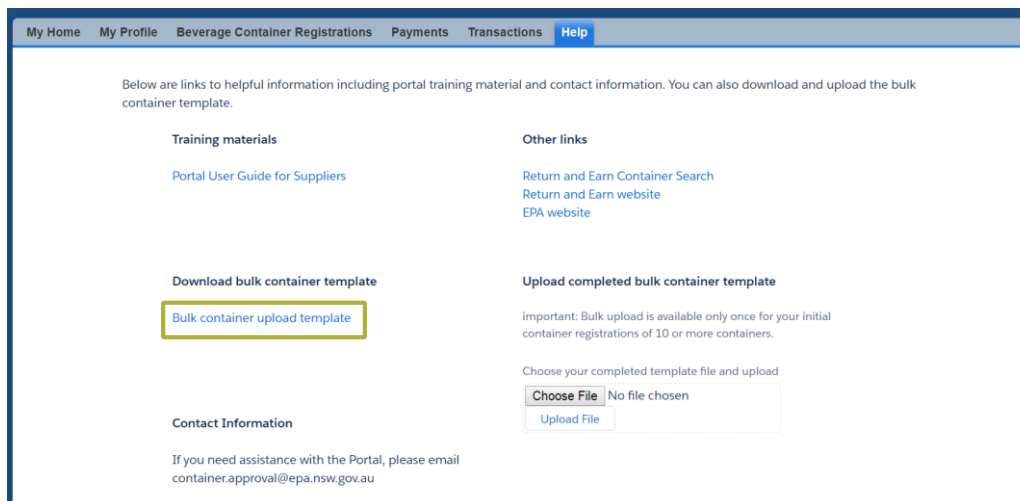 My Home My Profile Beverage Container Registrations Payments Transactions Help
Below are links to helpful information including portal training material and contact information. You can also download and upload the bulk
container template.
Training materials
Portal User Guide for Suppliers
Other links
Return and Earn Container Search
Return and Earn website
EPA website
Download bulk container template
Bulk container upload template
Upload completed bulk container template
important: Bulk upload is available only once for your initial
container registrations of 10 or more containers.
Choose your completed template file and upload
Choose File No file chosen
Upload File
Contact Information
If you need assistance with the Portal, please email
container.approval@epa.nsw.gov.au